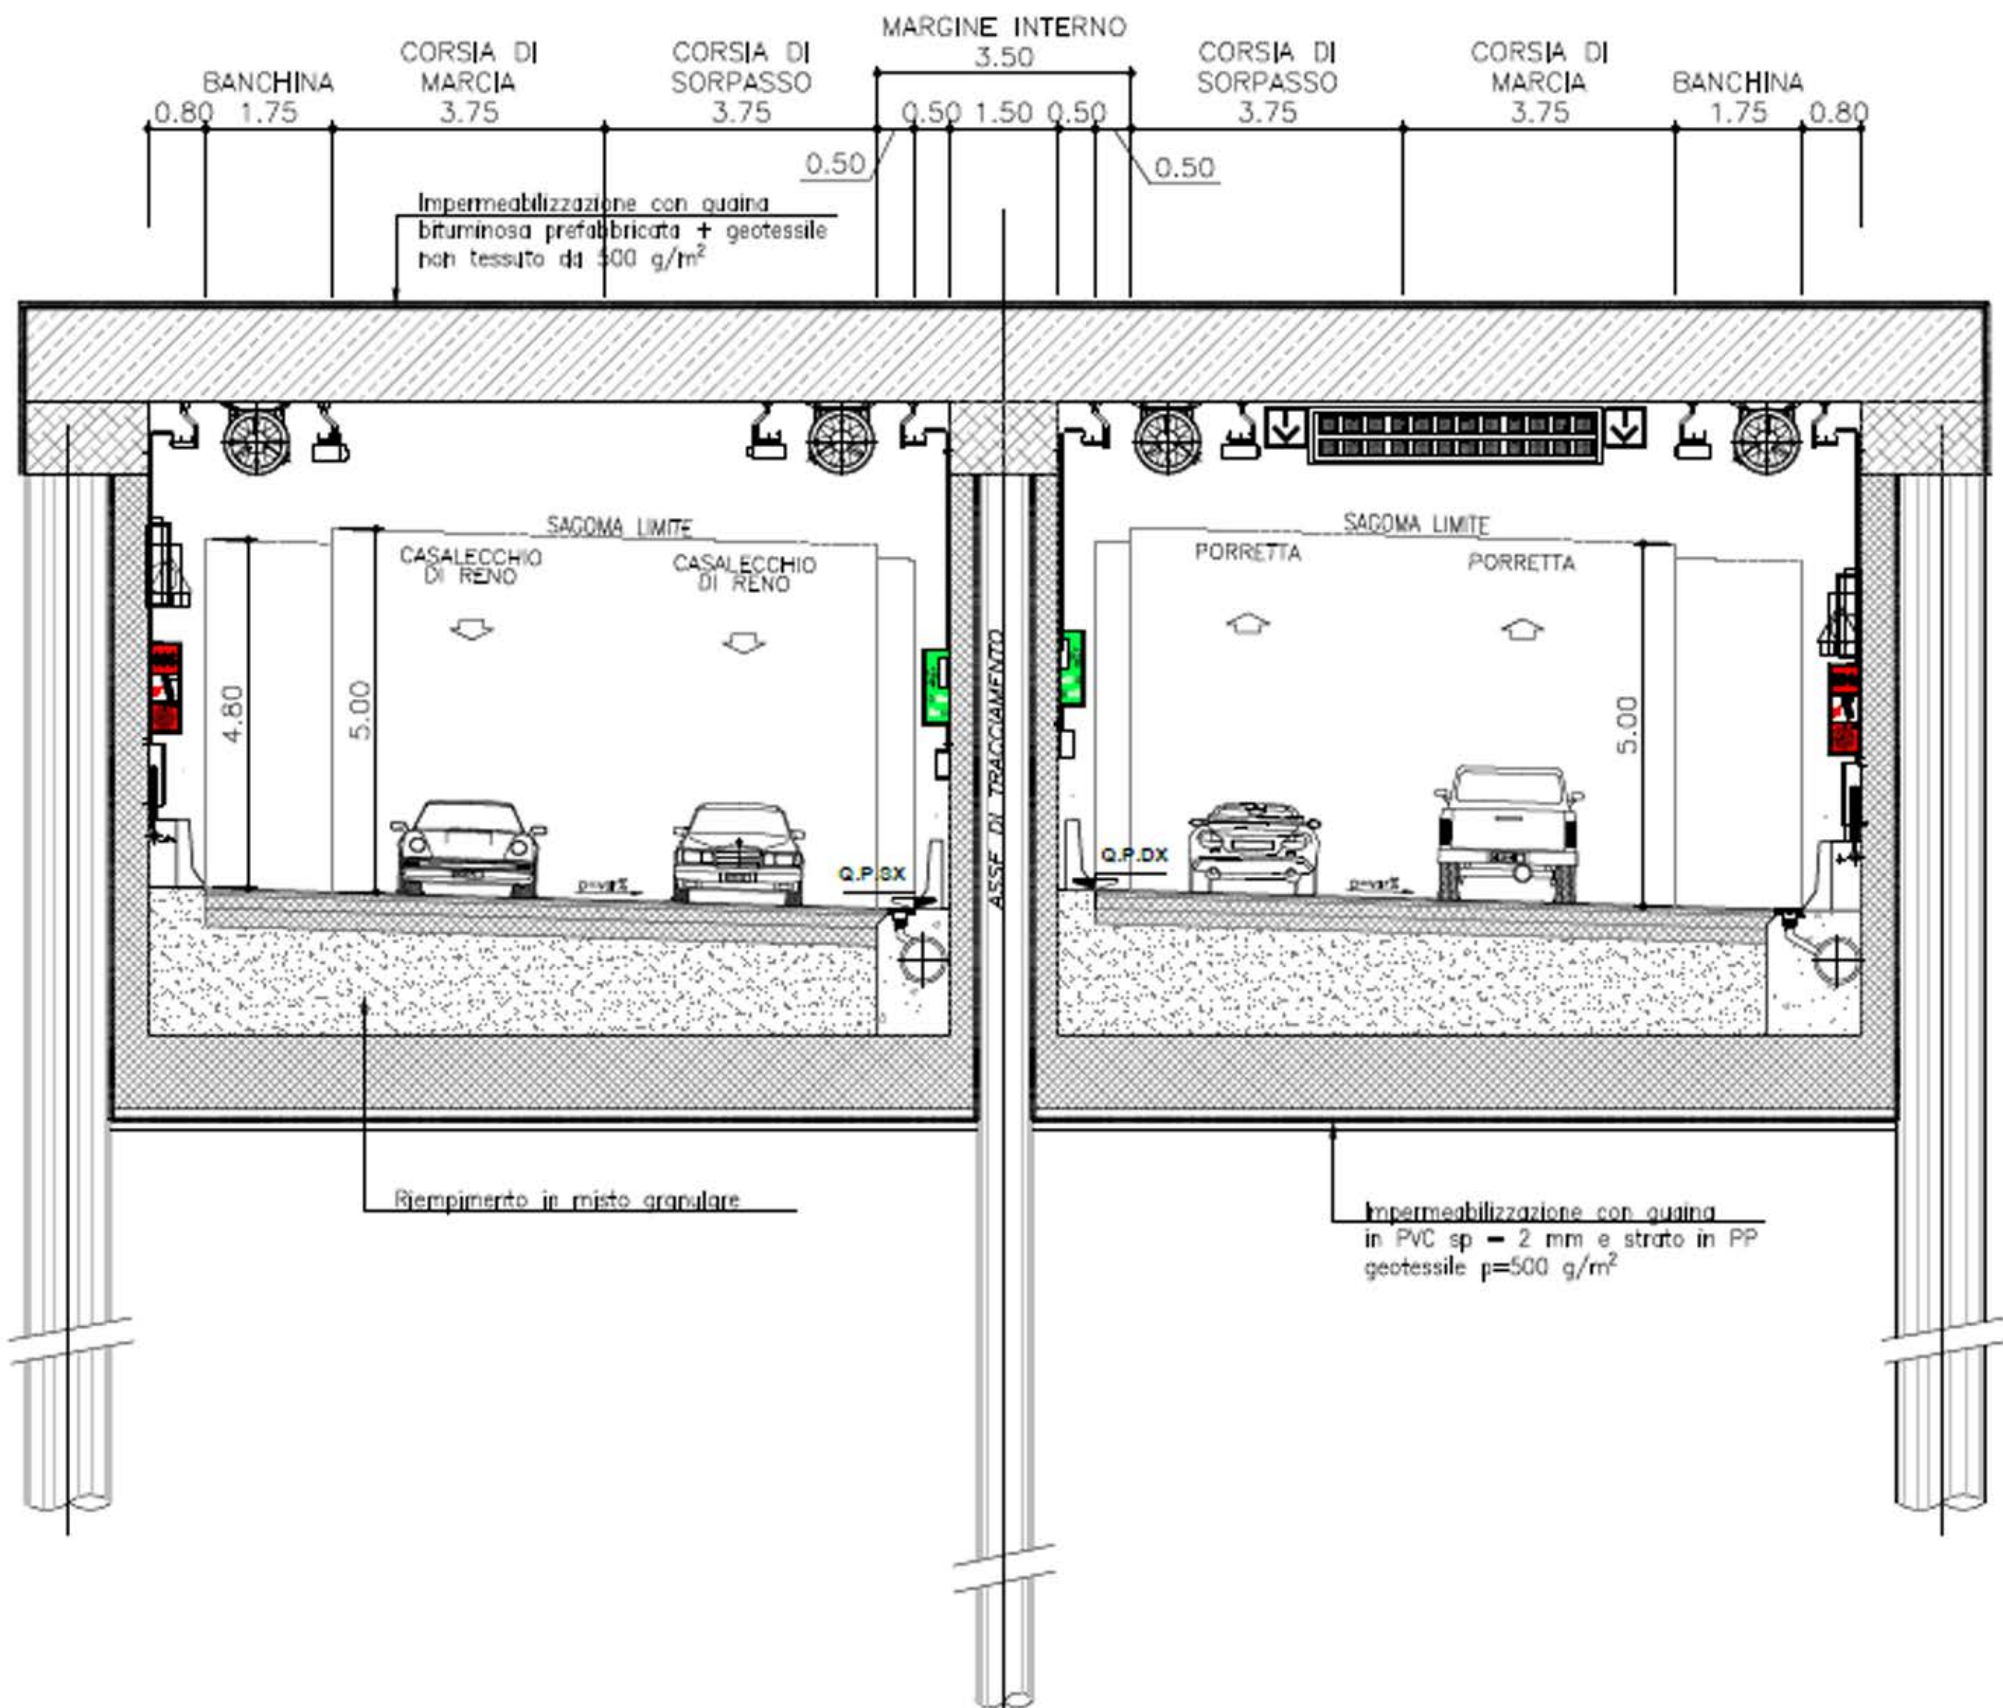 MARGINE INTERNO
3.50
BANCHINA
CORSIA DI
MARCIA
CORSIA DI
SORPASSO
CORSIA DI
SORPASSO
CORSIA DI
MARCIA
BANCHINA
0.80 1.75 3.75 3.75 0.50 1.50 0.50 3.75 3.75 1.75 0.80
0.50
0.50
Impermeabilizzazione con guaina
bituminosa prefabbricata + geotessile
non tessuto da 500 g/m²
SAGOMA LIMITE
CASALECCHIO
DI RENO
CASALECCHIO
DI RENO
SAGOMA LIMITE
PORRETTA
PORRETTA
4.80
5.00
ASSE DI TRACCIAMENTO
5.00
Q.P.SX
Q.P.DX
p=var%
p=var%
Riempimento in misto granulare
Impermeabilizzazione con guaina
in PVC sp = 2 mm e strato in PP
geotessile p=500 g/m²